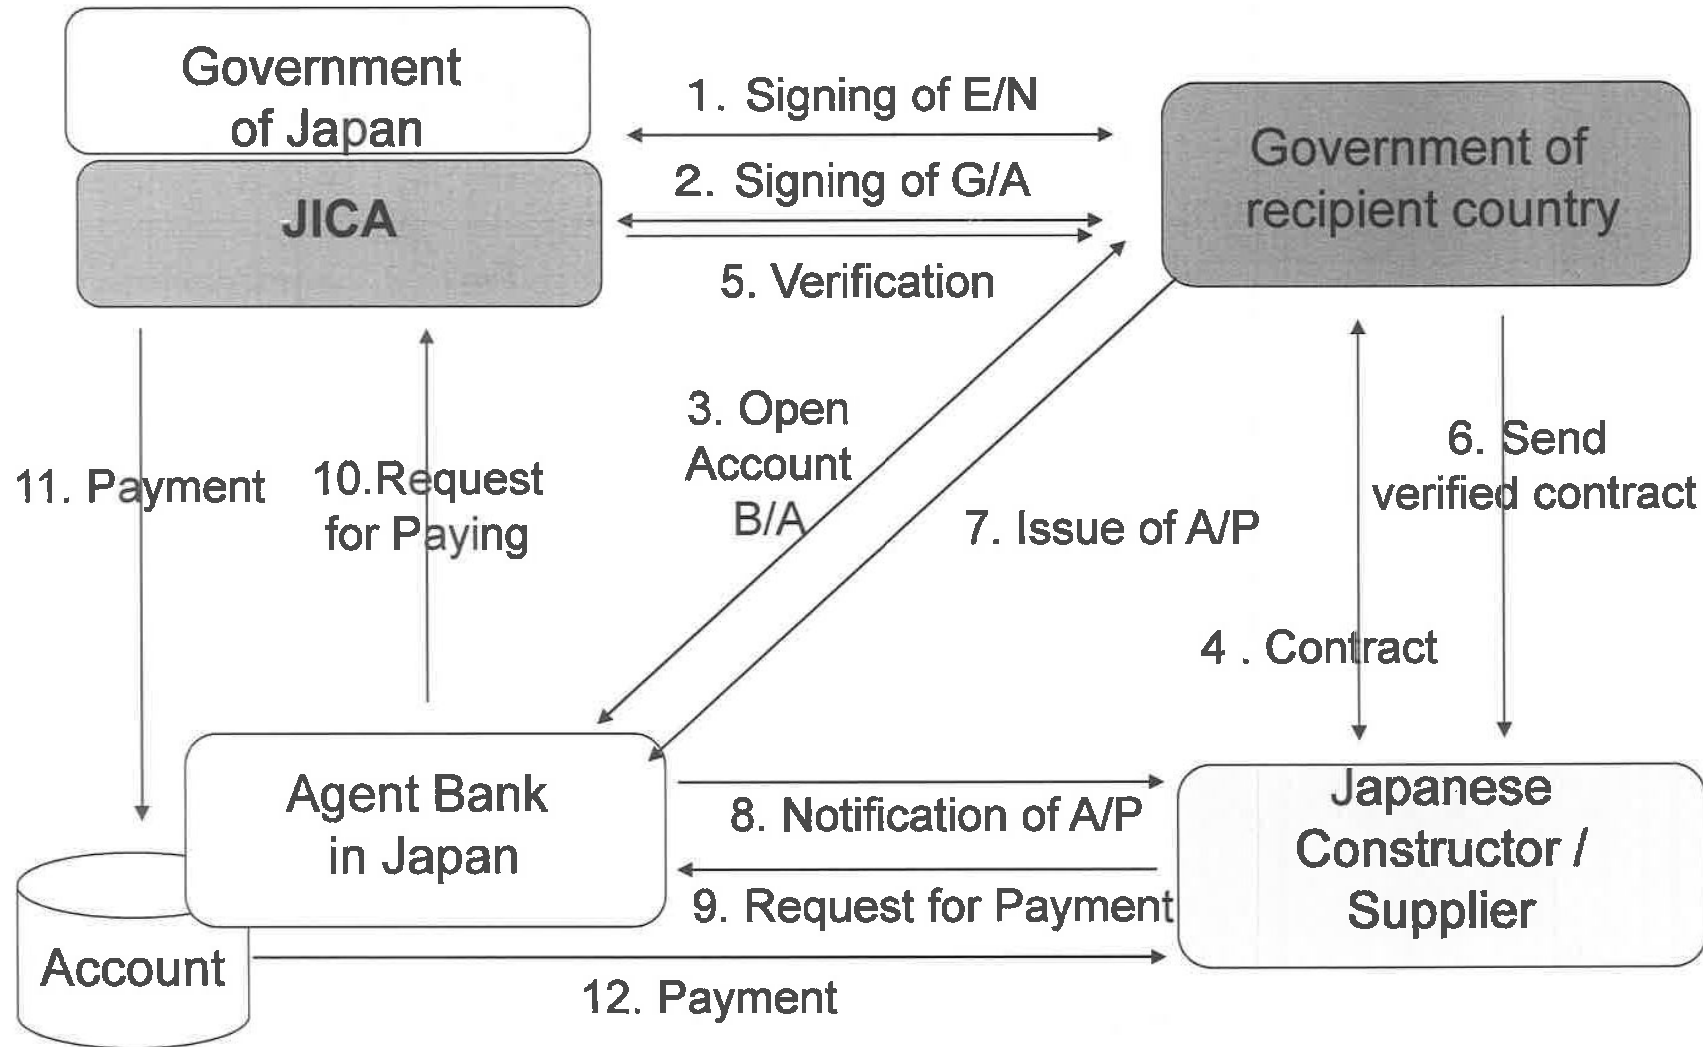 Government
of Japan
1. Signing of E/N
Government of
recipient country
2. Signing of G/A
JICA
5. Verification
3. Open
Account
B/A
6. Send
verified contract
11. Payment
10.Request
for Paying
7. Issue of A/P
4 . Contract
Agent Bank
in Japan
8. Notification of A/P
Japanese
Constructor /
Supplier
9. Request for Payment
Account
12. Payment